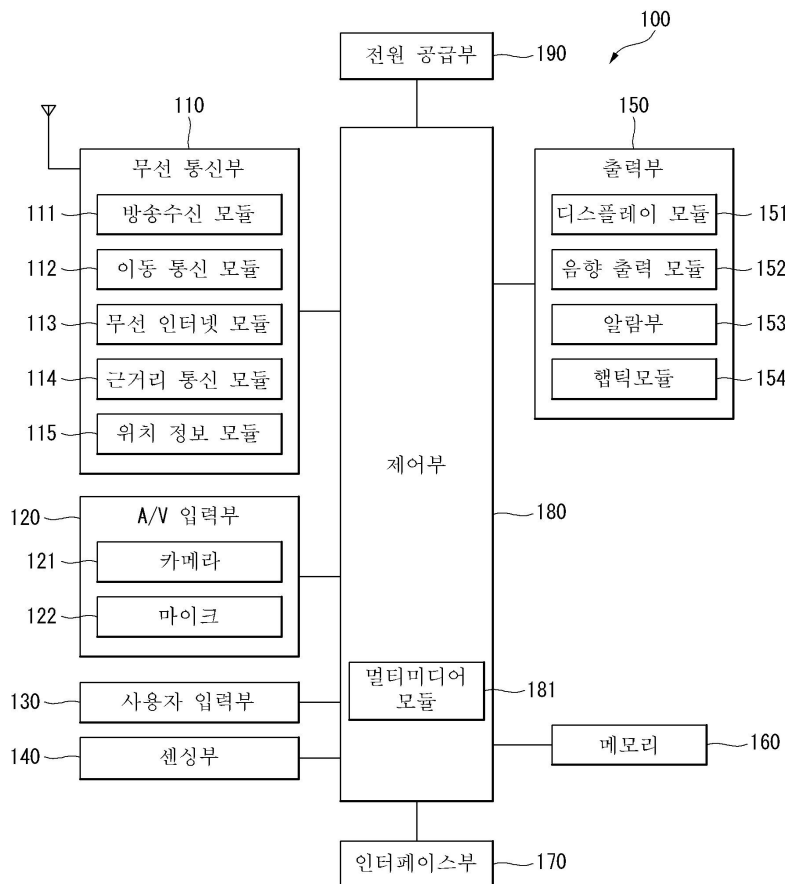 100
전원 공급부
190
110
무선 통신부
111
방송수신 모듈
112
이동 통신 모듈
113
무선 인터넷 모듈
114
근거리 통신 모듈
115
위치 정보 모듈
120
A/V 입력부
121
카메라
122
마이크
130
사용자 입력부
140
센싱부
제어부
180
멀티미디어
모듈
181
150
출력부
디스플레이 모듈
151
음향 출력 모듈
152
알람부
153
햅틱모듈
154
메모리
160
인터페이스부
170